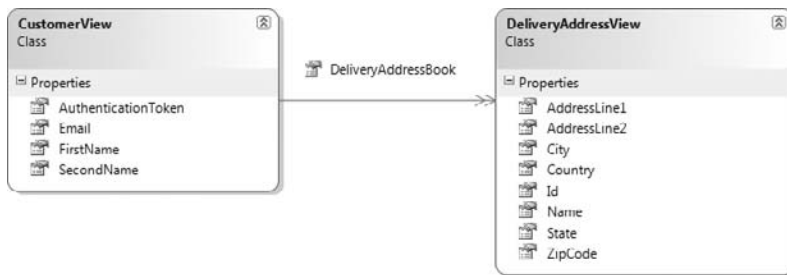 CustomerView
Class
Properties
AuthenticationToken
Email
FirstName
SecondName
DeliveryAddressBook
DeliveryAddressView
Class
Properties
AddressLine1
AddressLine2
City
Country
Id
Name
State
ZipCode